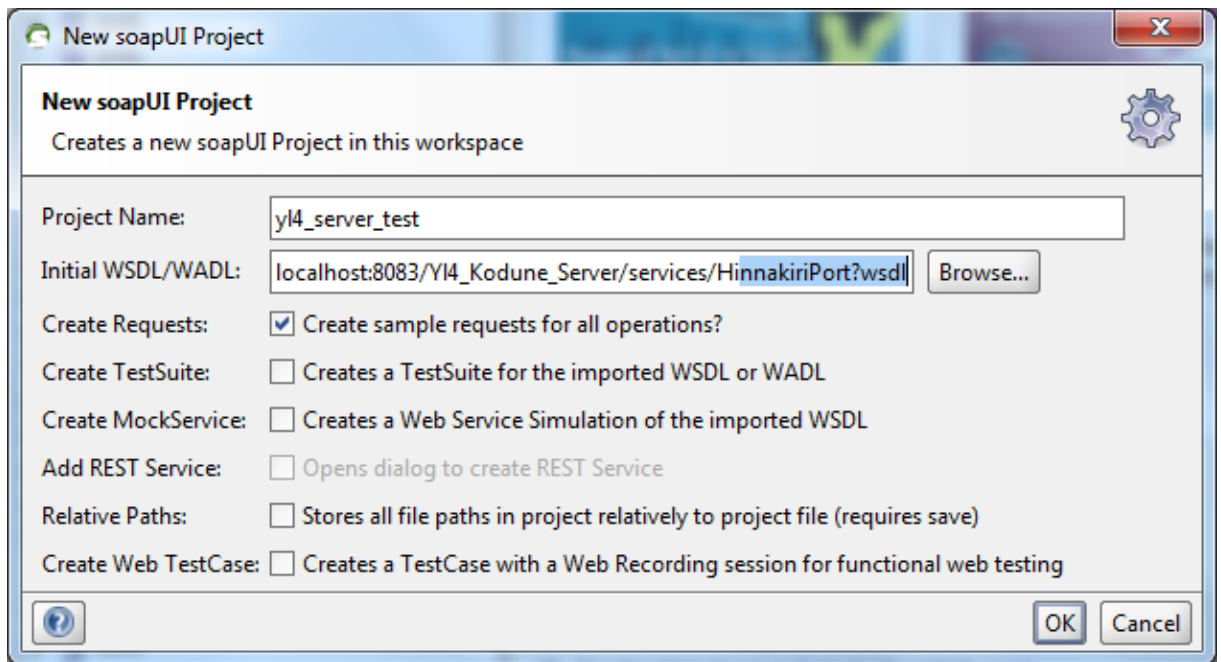 New soapUI Project
X
New soapUI Project
Creates a new soapUI Project in this workspace
Project Name: yl4_server_test
Initial WSDL/WADL: localhost:8083/Yl4_Kodune_Server/services/HinnakiriPort?wsdl Browse...
Create Requests: Create sample requests for all operations?
Create TestSuite: Creates a TestSuite for the imported WSDL or WADL
Create MockService: Creates a Web Service Simulation of the imported WSDL
Add REST Service: Opens dialog to create REST Service
Relative Paths: Stores all file paths in project relatively to project file (requires save)
Create Web TestCase: Creates a TestCase with a Web Recording session for functional web testing
? OK Cancel